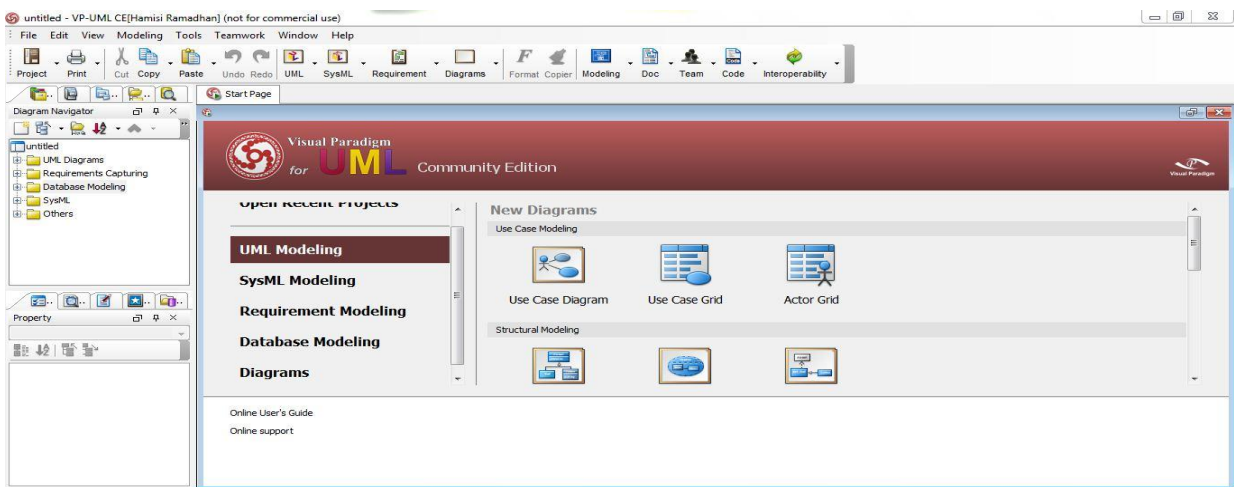 untitled - VP-UML CE[Hamisi Ramadhan] (not for commercial use)
File Edit View Modeling Tools Teamwork Window Help
Project Print Cut Copy Paste Undo Redo UML SysML Requirement Diagrams Format Copier Modeling Doc Team Code Interoperability
Start Page
Diagram Navigator
untitled
UML Diagrams
Requirements Capturing
Database Modeling
SysML
Others
Property
Visual Paradigm
for UML Community Edition
Visual Paradigm
Open Recent Projects
UML Modeling
SysML Modeling
Requirement Modeling
Database Modeling
Diagrams
New Diagrams
Use Case Modeling
Use Case Diagram Use Case Grid Actor Grid
Structural Modeling
Online User's Guide
Online support